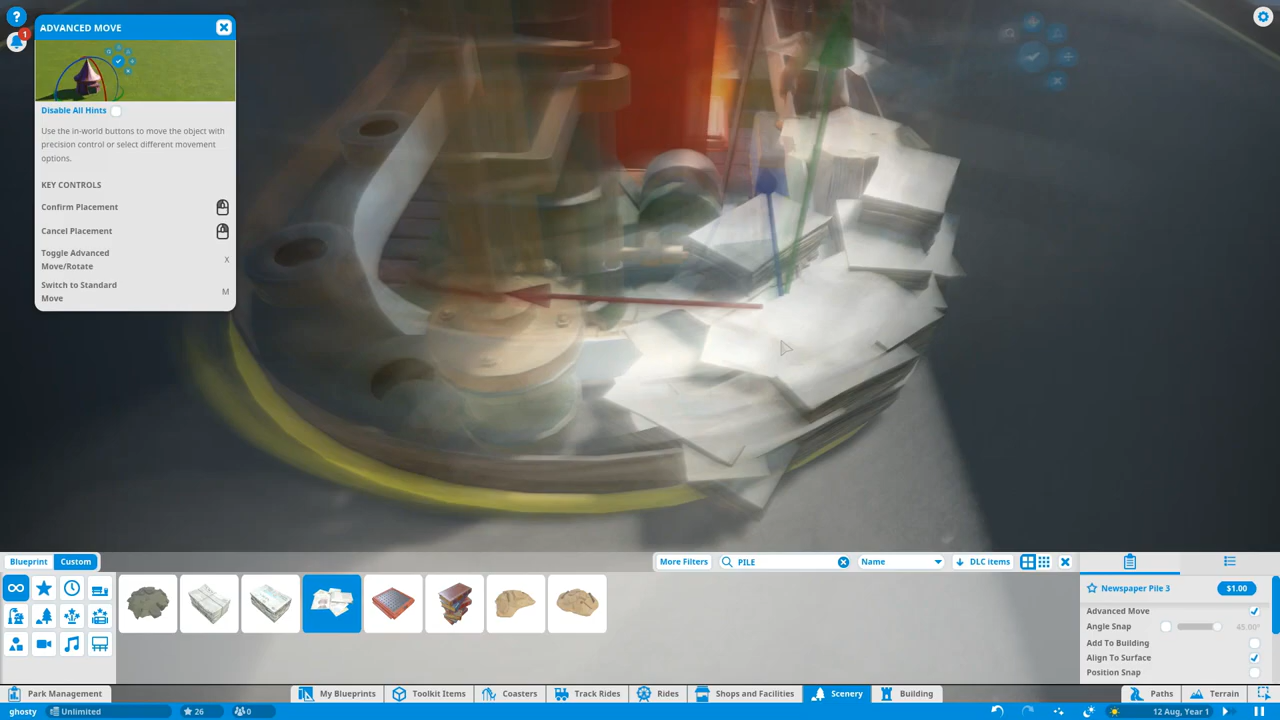 ?
1
ADVANCED MOVE
Disable All Hints
Use the in-world buttons to move the object with
precision control or select different movement
options.
KEY CONTROLS
Confirm Placement
Cancel Placement
Toggle Advanced
Move/Rotate
X
Switch to Standard
Move
M
Blueprint
Custom
More Filters
PILE
Name
DLC items
Newspaper Pile 3
$1.00
Advanced Move
Angle Snap
45.00°
Add To Building
Align To Surface
Position Snap
Park Management
My Blueprints
Toolkit Items
Coasters
Track Rides
Rides
Shops and Facilities
Scenery
Building
Paths
Terrain
ghosty
Unlimited
26
0
12 Aug, Year 1